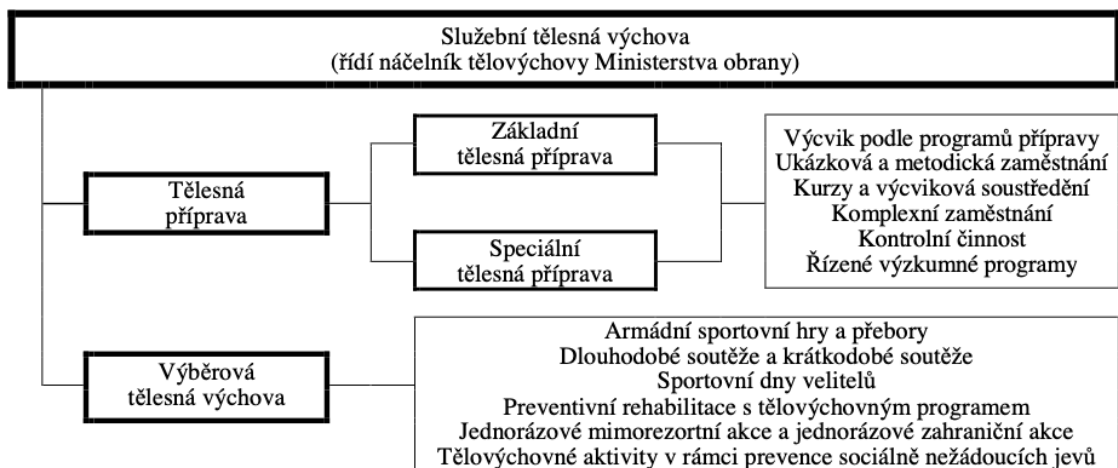 Služební tělesná výchova
(řídí náčelník tělovýchovy Ministerstva obrany)
Tělesná
příprava
Základní
tělesná příprava
Speciální
tělesná příprava
Výcvik podle programů přípravy
Ukázková a metodická zaměstnání
Kurzy a výcviková soustředění
Komplexní zaměstnání
Kontrolní činnost
Řízené výzkumné programy
Výběrová
tělesná výchova
Armádní sportovní hry a přebory
Dlouhodobé soutěže a krátkodobé soutěže
Sportovní dny velitelů
Preventivní rehabilitace s tělovýchovným programem
Jednorázové mimorezortní akce a jednorázové zahraniční akce
Tělovýchovné aktivity v rámci prevence sociálně nežádoucích jevů